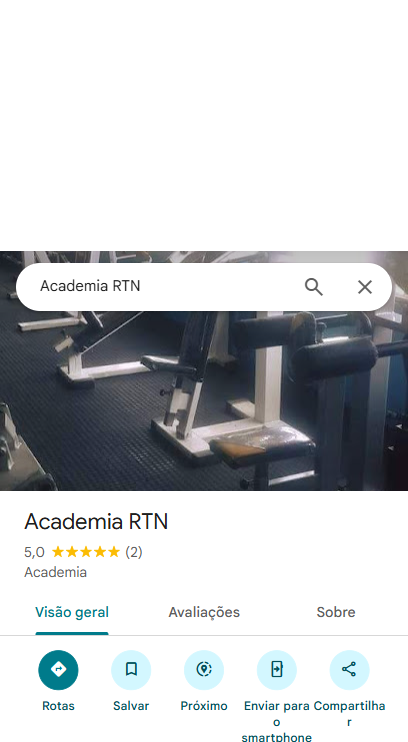 Academia RTN
Academia RTN
5,0 (2)
Academia
Visão geral Avaliações Sobre
Rotas Salvar Próximo Enviar para o smartphone Compartilhar